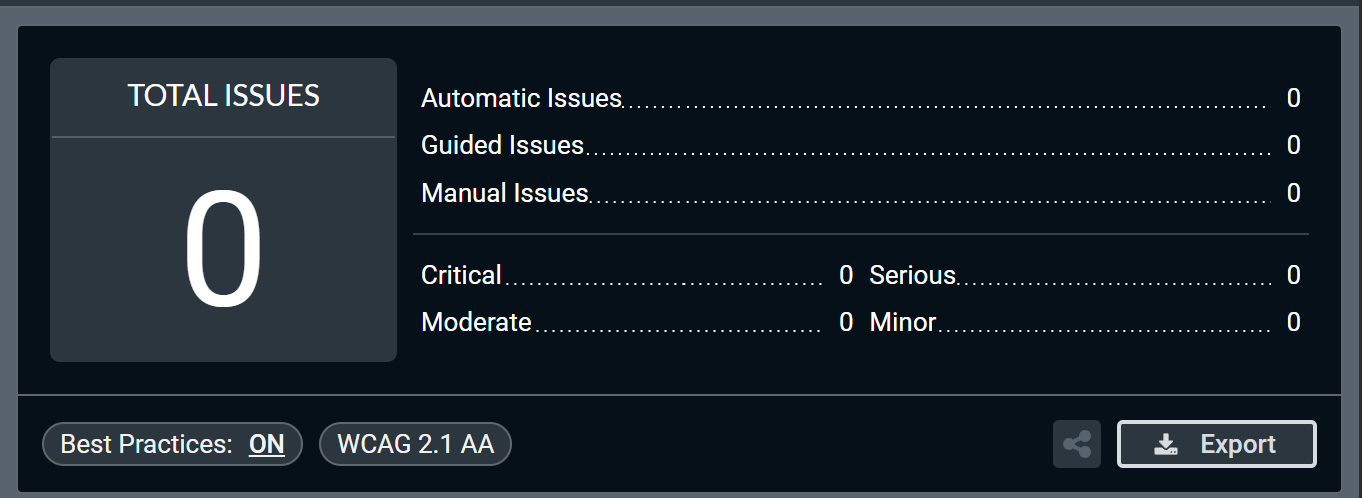 TOTAL ISSUES
0
Automatic Issues 0
Guided Issues 0
Manual Issues 0
Critical 0 Serious 0
Moderate 0 Minor 0
Best Practices: ON WCAG 2.1 AA Export